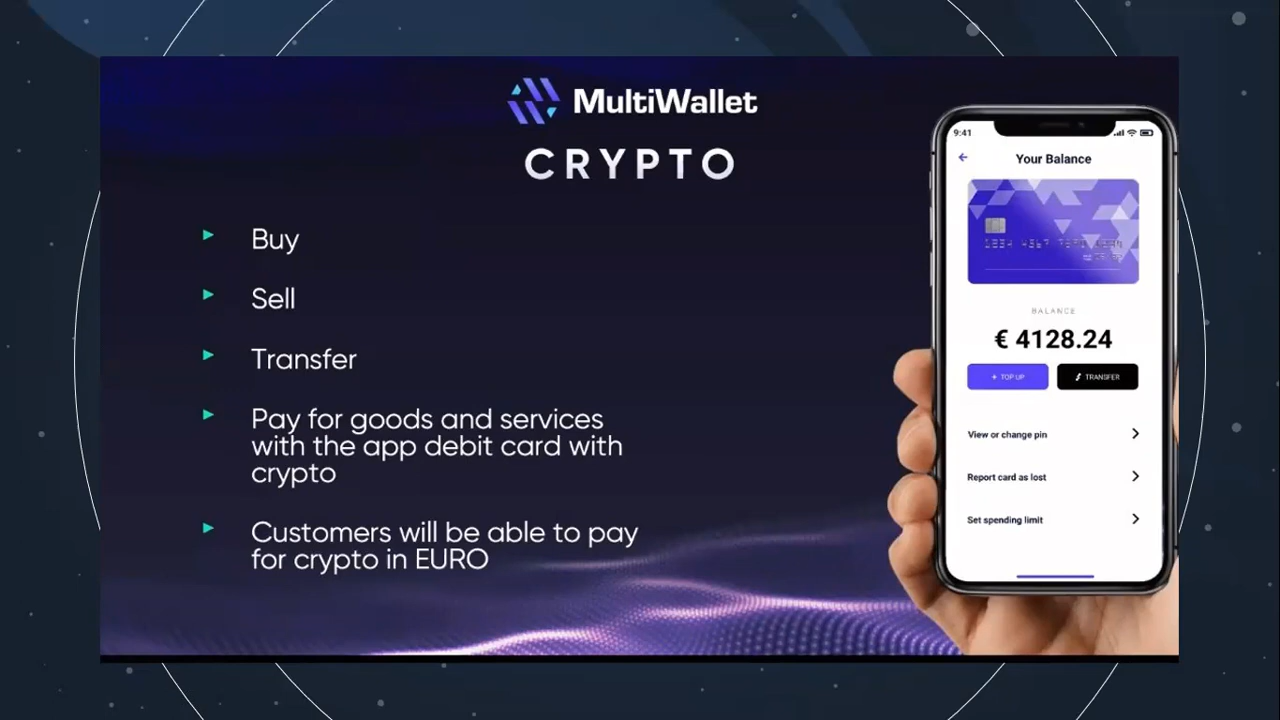 MultiWallet
CRYPTO
Buy
Sell
Transfer
Pay for goods and services
with the app debit card with
crypto
Customers will be able to pay
for crypto in EURO
9:41
Your Balance
BALANCE
€ 4128.24
+ TOP UP
TRANSFER
View or change pin
Report card as lost
Set spending limit